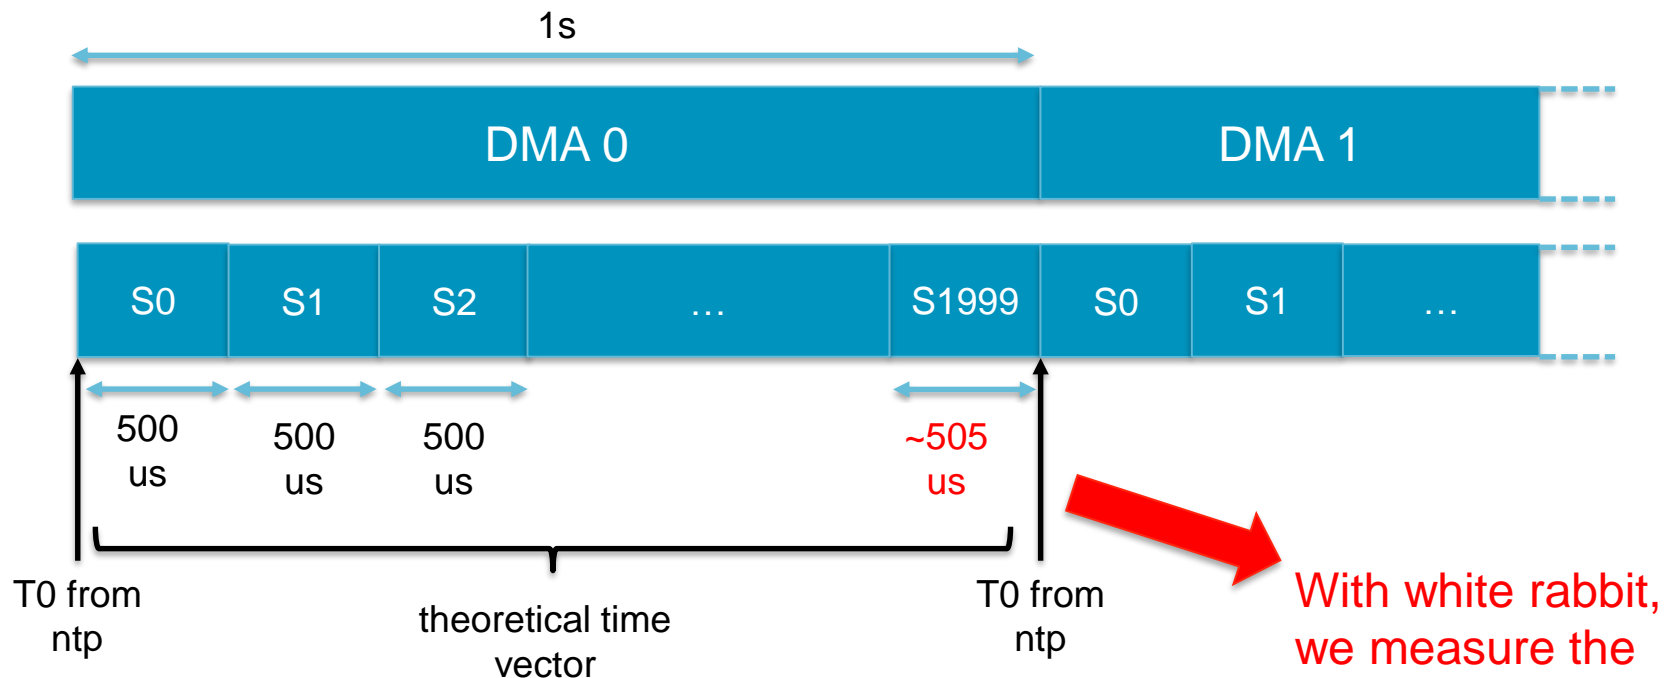 1s
DMA 0
DMA 1
S0
S1
S2
...
S1999
S0
S1
...
500
us
500
us
500
us
~505
us
T0 from
ntp
theoretical time
vector
T0 from
ntp
With white rabbit,
we measure the